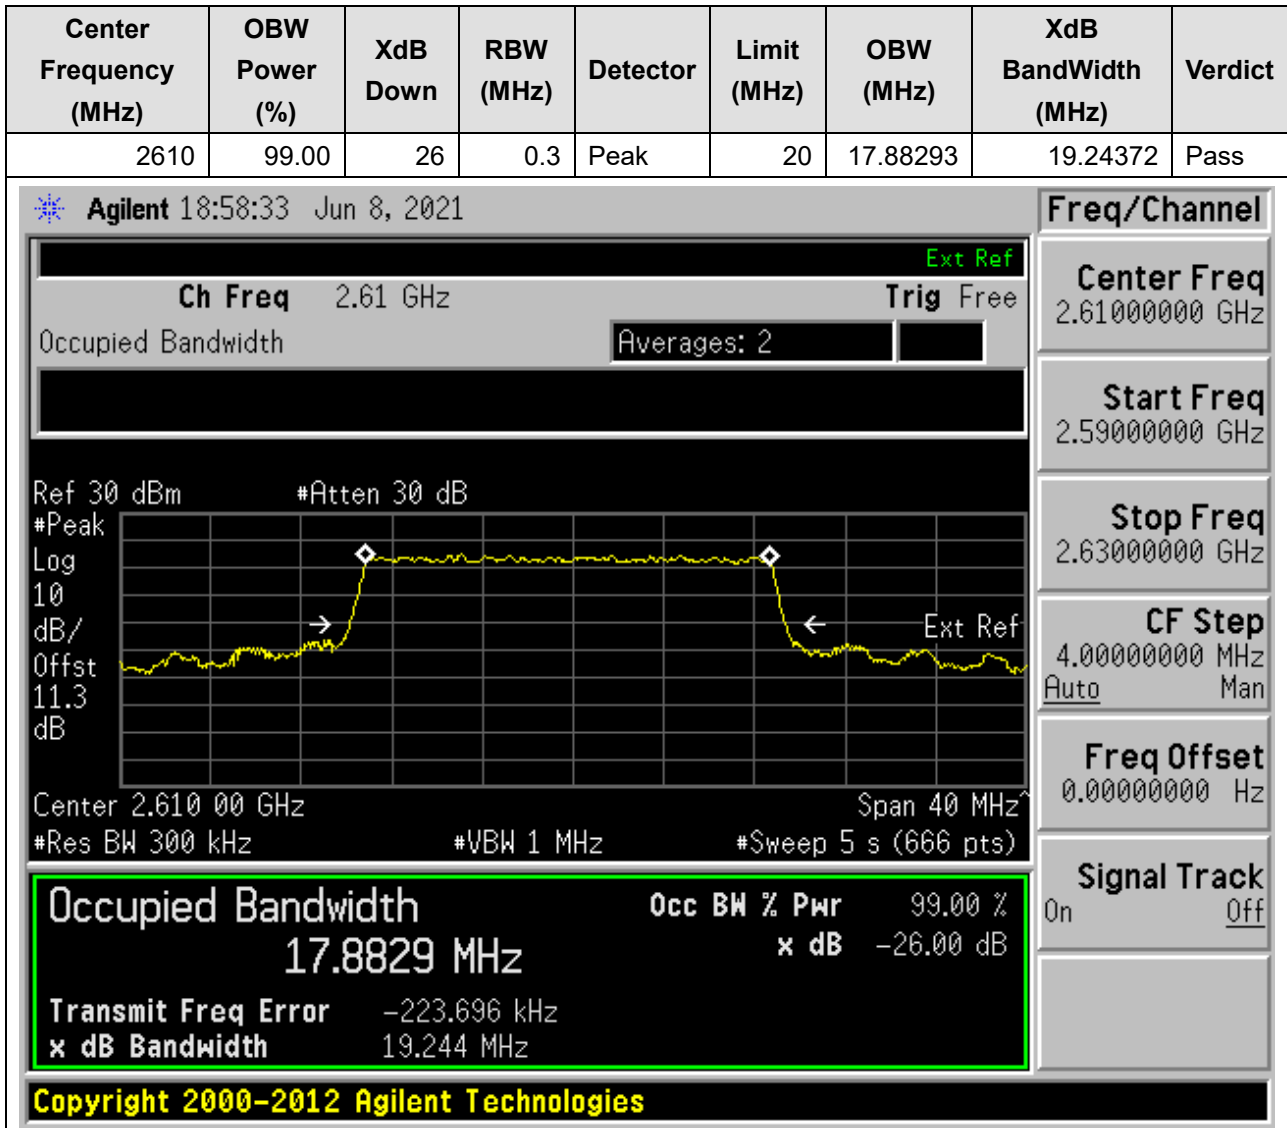 Center Frequency (MHz) OBW Power (%) XdB Down RBW (MHz) Detector Limit (MHz) OBW (MHz) XdB BandWidth (MHz) Verdict
2610 99.00 26 0.3 Peak 20 17.88293 19.24372 Pass
Agilent 18:58:33 Jun 8, 2021
Freq/Channel
Ext Ref
Ch Freq 2.61 GHz Trig Free
Occupied Bandwidth Averages: 2
Center Freq
2.61000000 GHz
Start Freq
2.59000000 GHz
Stop Freq
2.63000000 GHz
CF Step
4.00000000 MHz
Auto Man
Freq Offset
0.00000000 Hz
Signal Track
On Off
Ref 30 dBm #Atten 30 dB
#Peak
Log
10
dB/
Offst
11.3
dB
Ext Ref
Center 2.610 00 GHz Span 40 MHz^
#Res BW 300 kHz #VBW 1 MHz #Sweep 5 s (666 pts)
Occupied Bandwidth Occ BW % Pwr 99.00 %
17.8829 MHz x dB -26.00 dB
Transmit Freq Error -223.696 kHz
x dB Bandwidth 19.244 MHz
Copyright 2000-2012 Agilent Technologies